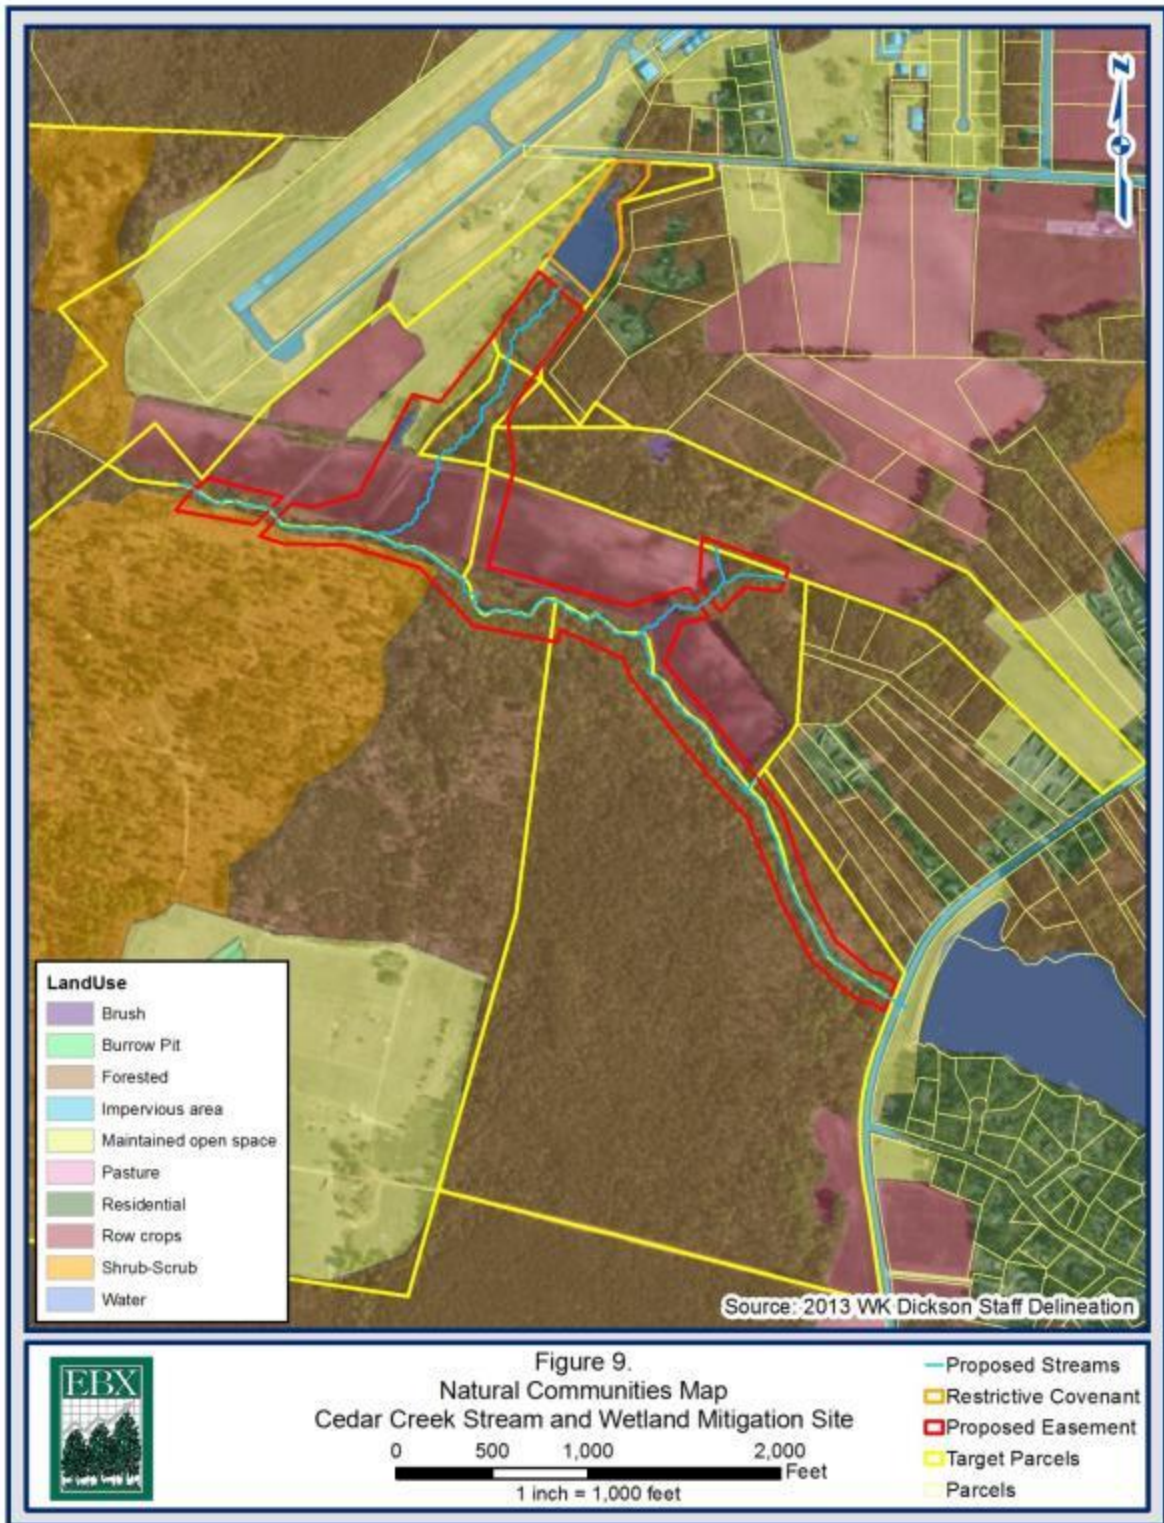 N
LandUse
Brush
Burrow Pit
Forested
Impervious area
Maintained open space
Pasture
Residential
Row crops
Shrub-Scrub
Water
Source: 2013 WK Dickson Staff Delineation
EBX
Figure 9.
Natural Communities Map
Cedar Creek Stream and Wetland Mitigation Site
0 500 1,000 2,000
Feet
1 inch = 1,000 feet
Proposed Streams
Restrictive Covenant
Proposed Easement
Target Parcels
Parcels